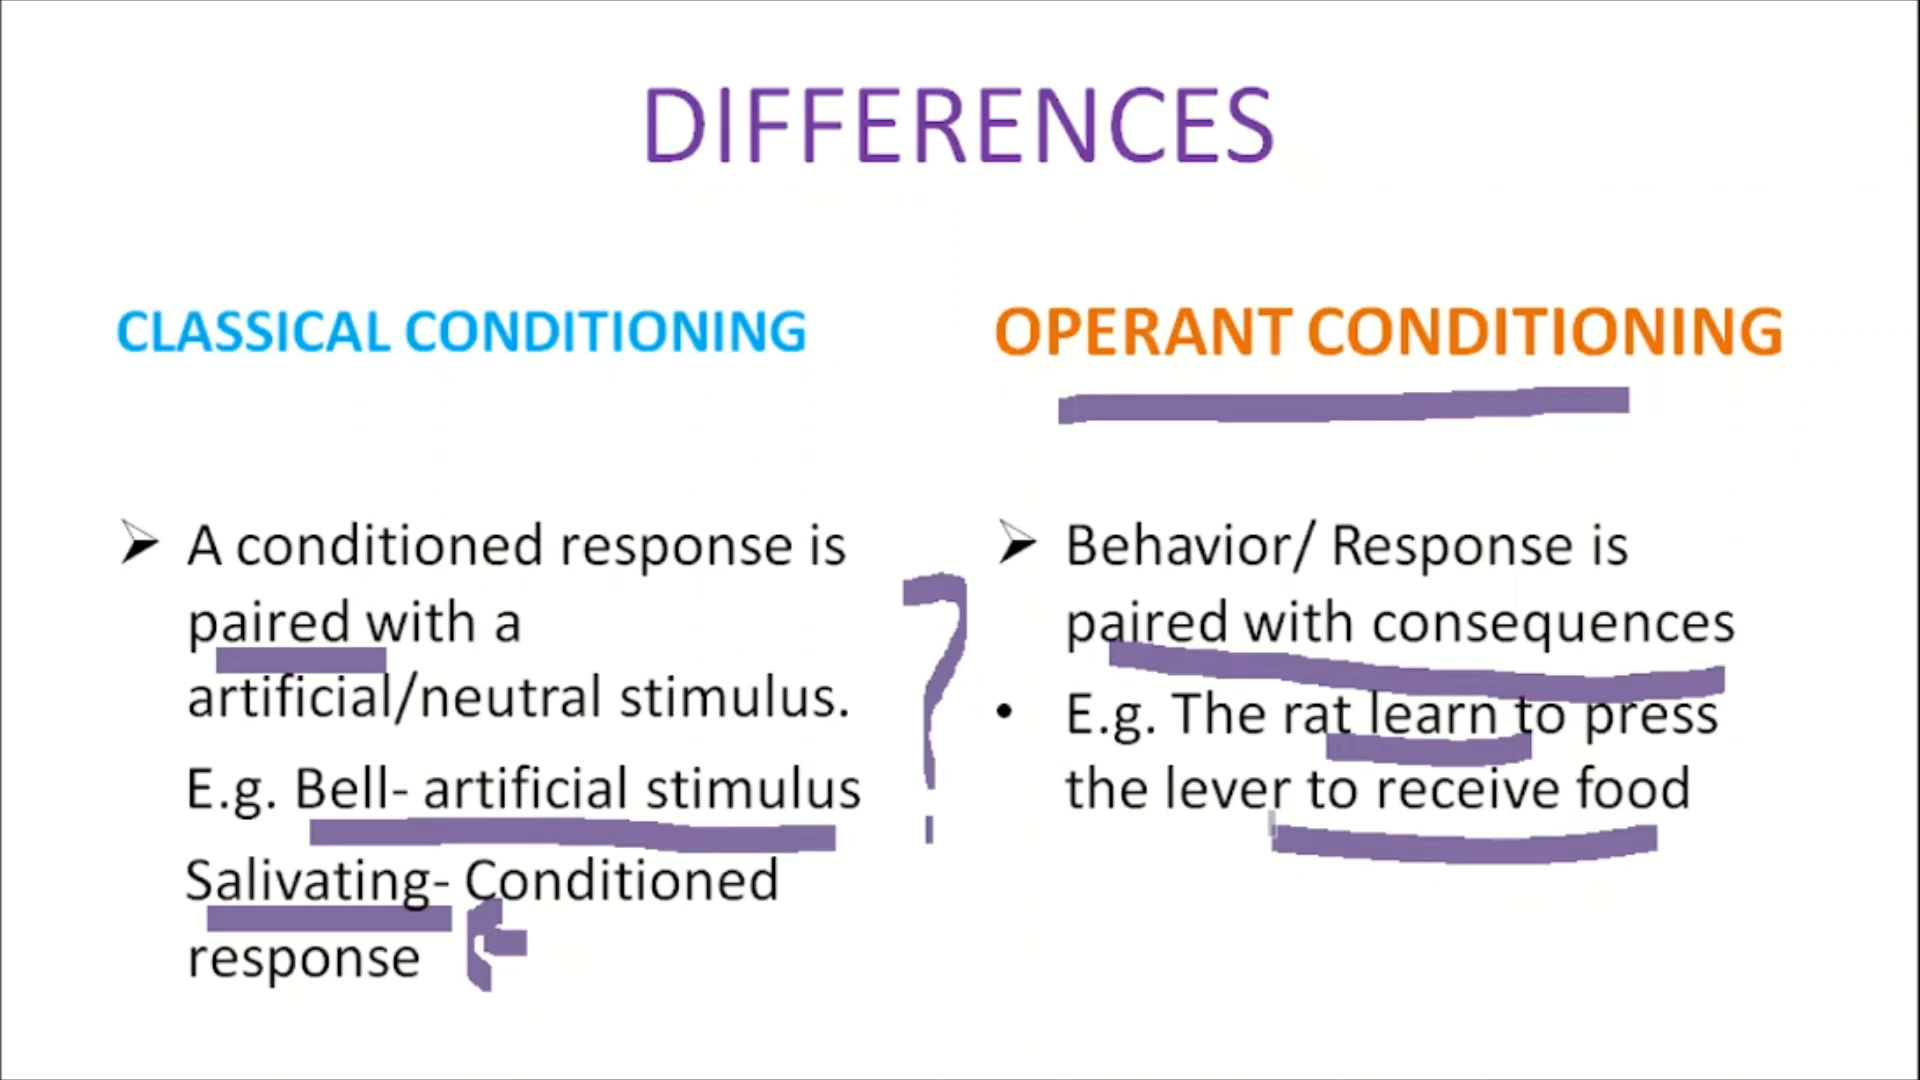 DIFFERENCES
CLASSICAL CONDITIONING
A conditioned response is
paired with a
artificial/neutral stimulus.
E.g. Bell- artificial stimulus
Salivating- Conditioned
response
?
OPERANT CONDITIONING
Behavior/ Response is
paired with consequences
E.g. The rat learn to press
the lever to receive food